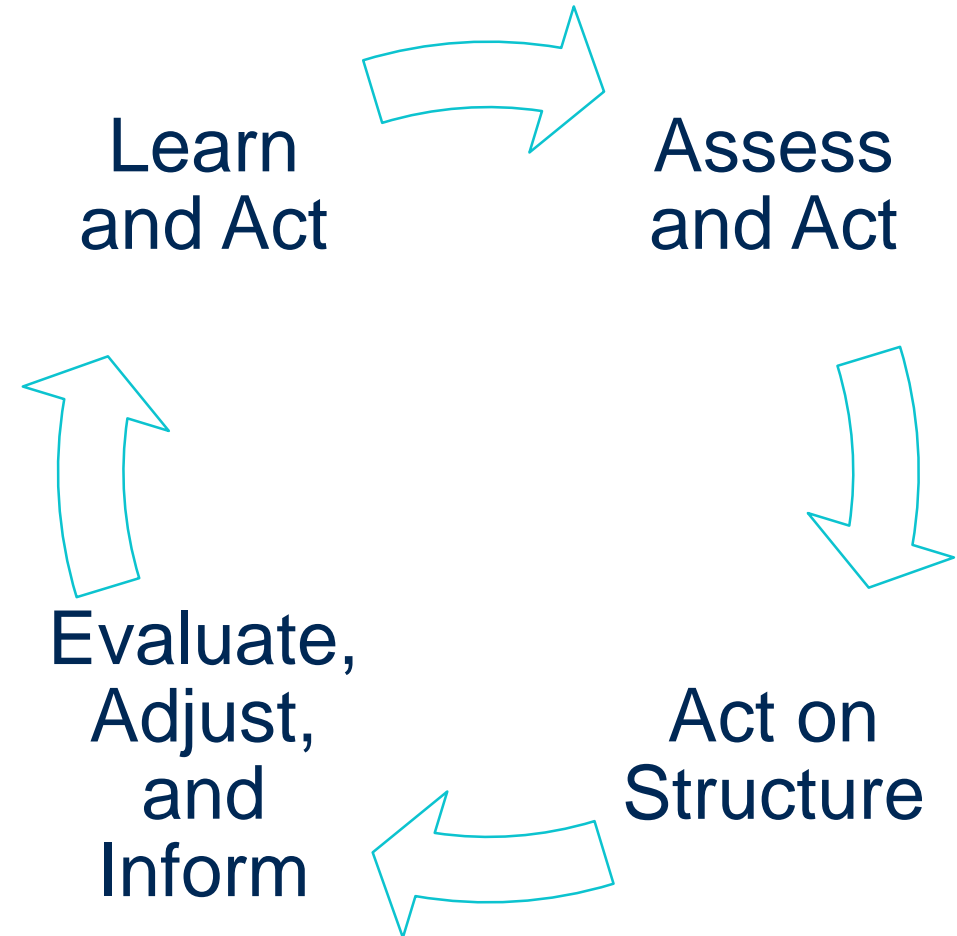 Learn
and Act
Assess
and Act
Act on
Structure
Evaluate,
Adjust,
and
Inform